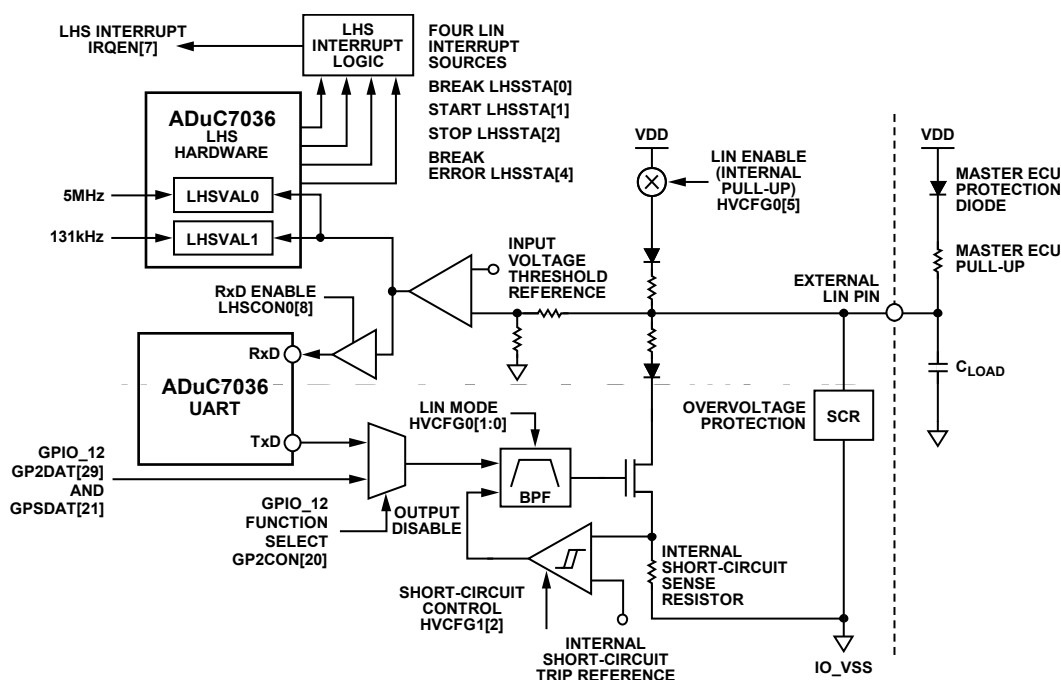 LHS INTERRUPT
IRQEN[7]
LHS
INTERRUPT
LOGIC
FOUR LIN
INTERRUPT
SOURCES
BREAK LHSSTA[0]
START LHSSTA[1]
STOP LHSSTA[2]
BREAK
ERROR LHSSTA[4]
ADuC7036
LHS
HARDWARE
5MHz
LHSVAL0
131kHz
LHSVAL1
VDD
LIN ENABLE
(INTERNAL
PULL-UP)
HVCFG0[5]
VDD
MASTER ECU
PROTECTION
DIODE
MASTER ECU
PULL-UP
INPUT
VOLTAGE
THRESHOLD
REFERENCE
EXTERNAL
LIN PIN
RxD ENABLE
LHSCON0[8]
RxD
ADuC7036
UART
TxD
CLOAD
LIN MODE
HVCFG0[1:0]
OVERVOLTAGE
PROTECTION
SCR
GPIO_12
GP2DAT[29]
AND
GPSDAT[21]
BPF
GPIO_12
FUNCTION
SELECT
GP2CON[20]
OUTPUT
DISABLE
SHORT-CIRCUIT
CONTROL
HVCFG1[2]
INTERNAL
SHORT-CIRCUIT
SENSE
RESISTOR
INTERNAL
SHORT-CIRCUIT
TRIP REFERENCE
IO_VSS